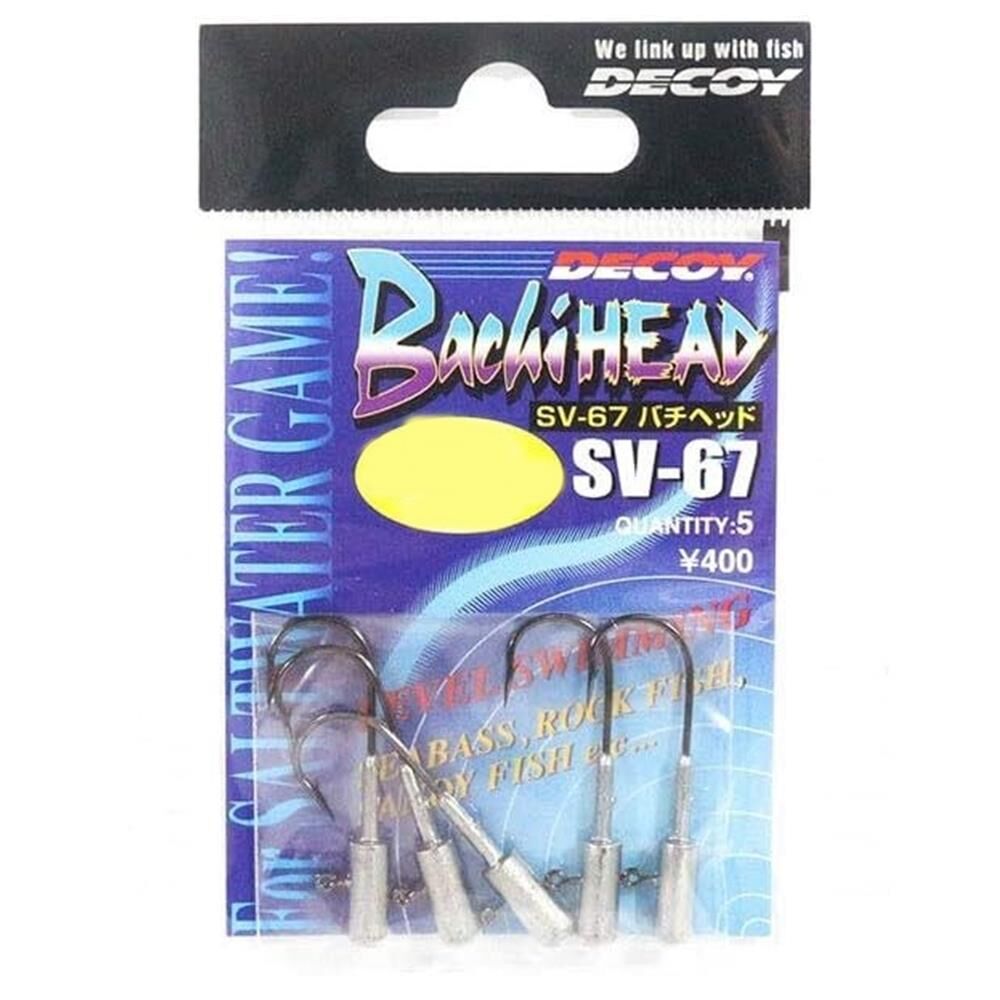 We link up with fish
DECOY
DECOY®
BachiHEAD
SV-67 バチヘッド
SV-67
QUANTITY:5
¥400
FOR SALTWATER GAME!
LEVEL SWIMMING
SEABASS, ROCK FISH,
FISH etc...